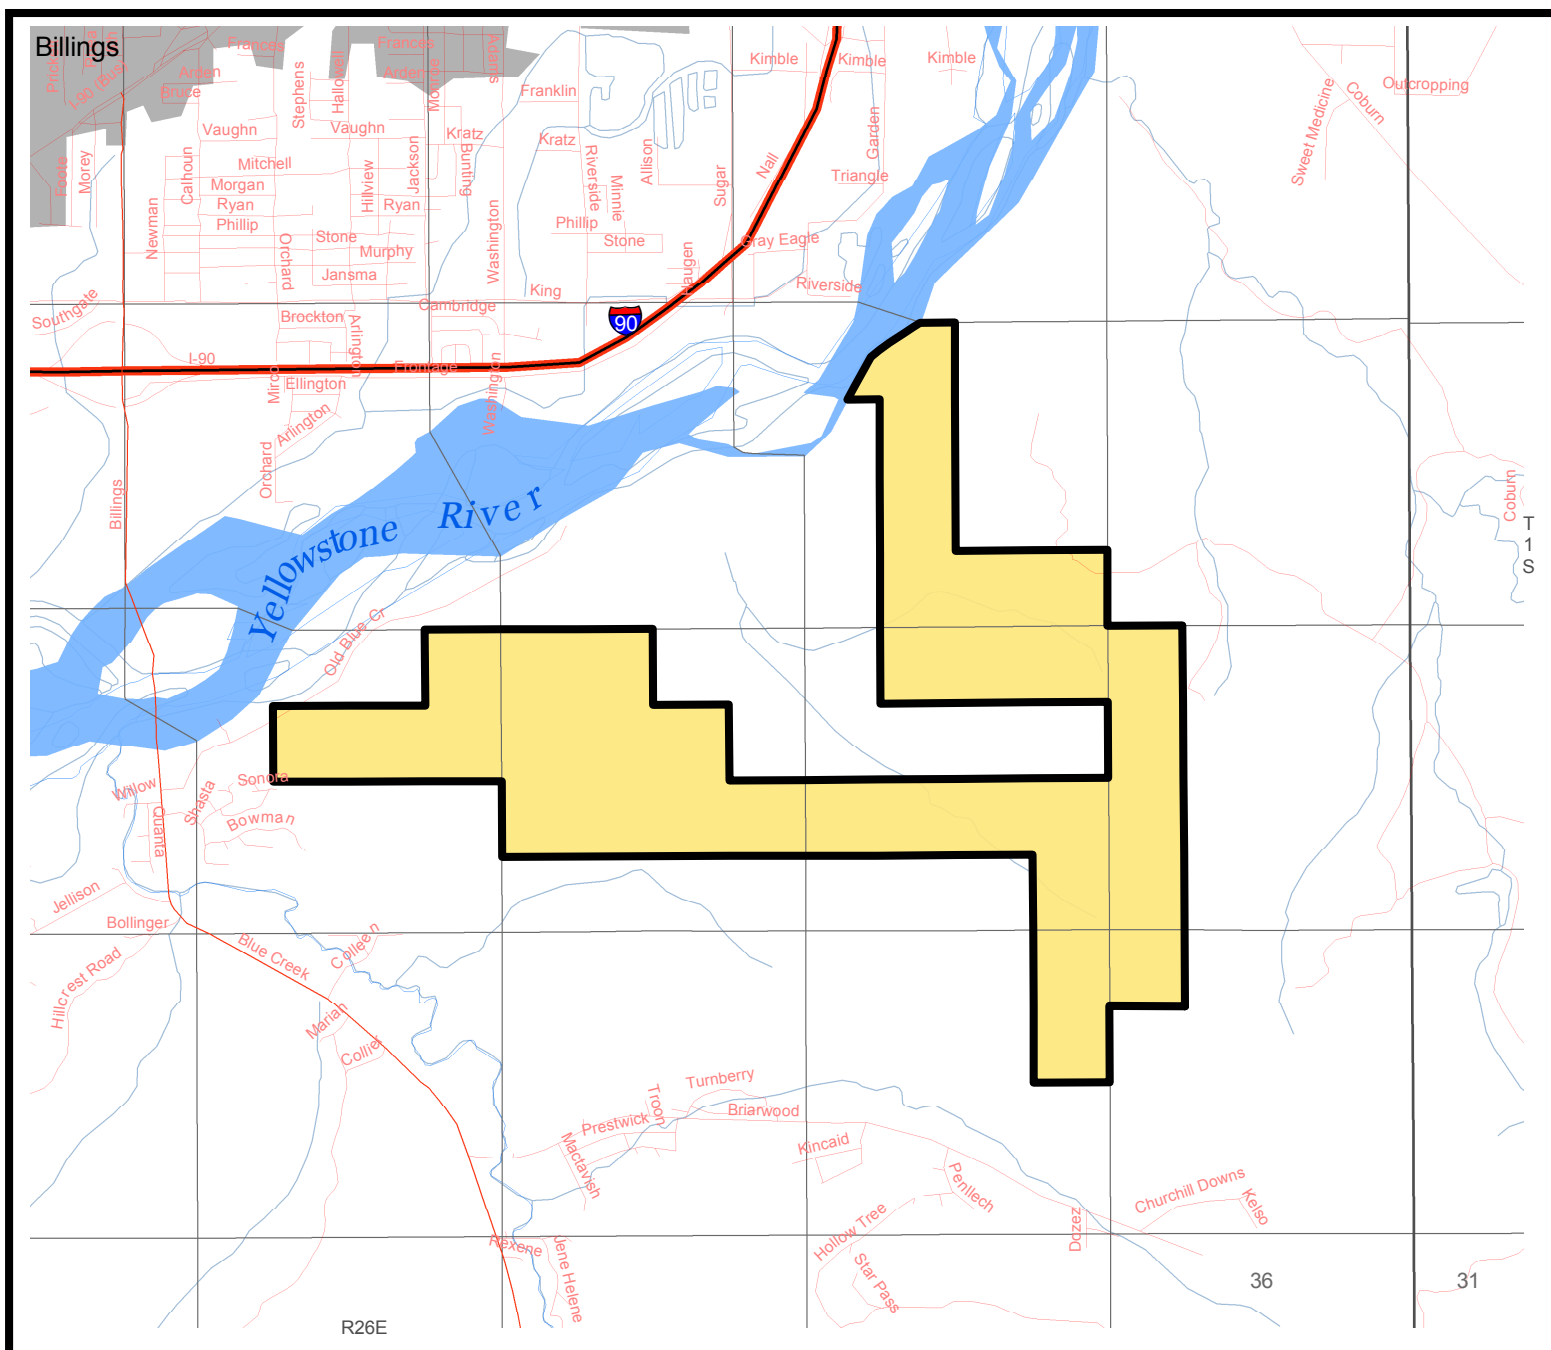 Billings
Frances
Frances
Adams
Kimble
Kimble
Kimble
Outcropping
Coburn
Sweet Medicine
I-90 (Bus)
Arden
Arden
Bruce
Stephens
Hallowell
Monroe
Franklin
Vaughn
Vaughn
Kratz
Kratz
Garden
Nall
Triangle
Foote
Morey
Calhoun
Mitchell
Morgan
Ryan
Phillip
Hillview
Jackson
Ryan
Bunting
Riverside
Minnie
Allison
Sugar
Newman
Orchard
Stone
Murphy
Jansma
Washington
Phillip
Stone
Haugen
Gray Eagle
Riverside
King
Southgate
Brockton
Arlington
Cambridge
90
I-90
Frontage
Mirco
Ellington
Arlington
Orchard
Washington
Billings
Coburn
T
1
S
Yellowstone River
Old Blue Cr
Willow
Quanta
Shasta
Sonora
Bowman
Jellison
Bollinger
Hillcrest Road
Blue Creek
Colleen
Marian
Collier
Turnberry
Troon
Briarwood
Prestwick
Mactavish
Kincaid
Penllech
Churchill Downs
Kelso
Dozez
Hollow Tree
Star Pass
Rexene
Jene Helene
36
31
R26E